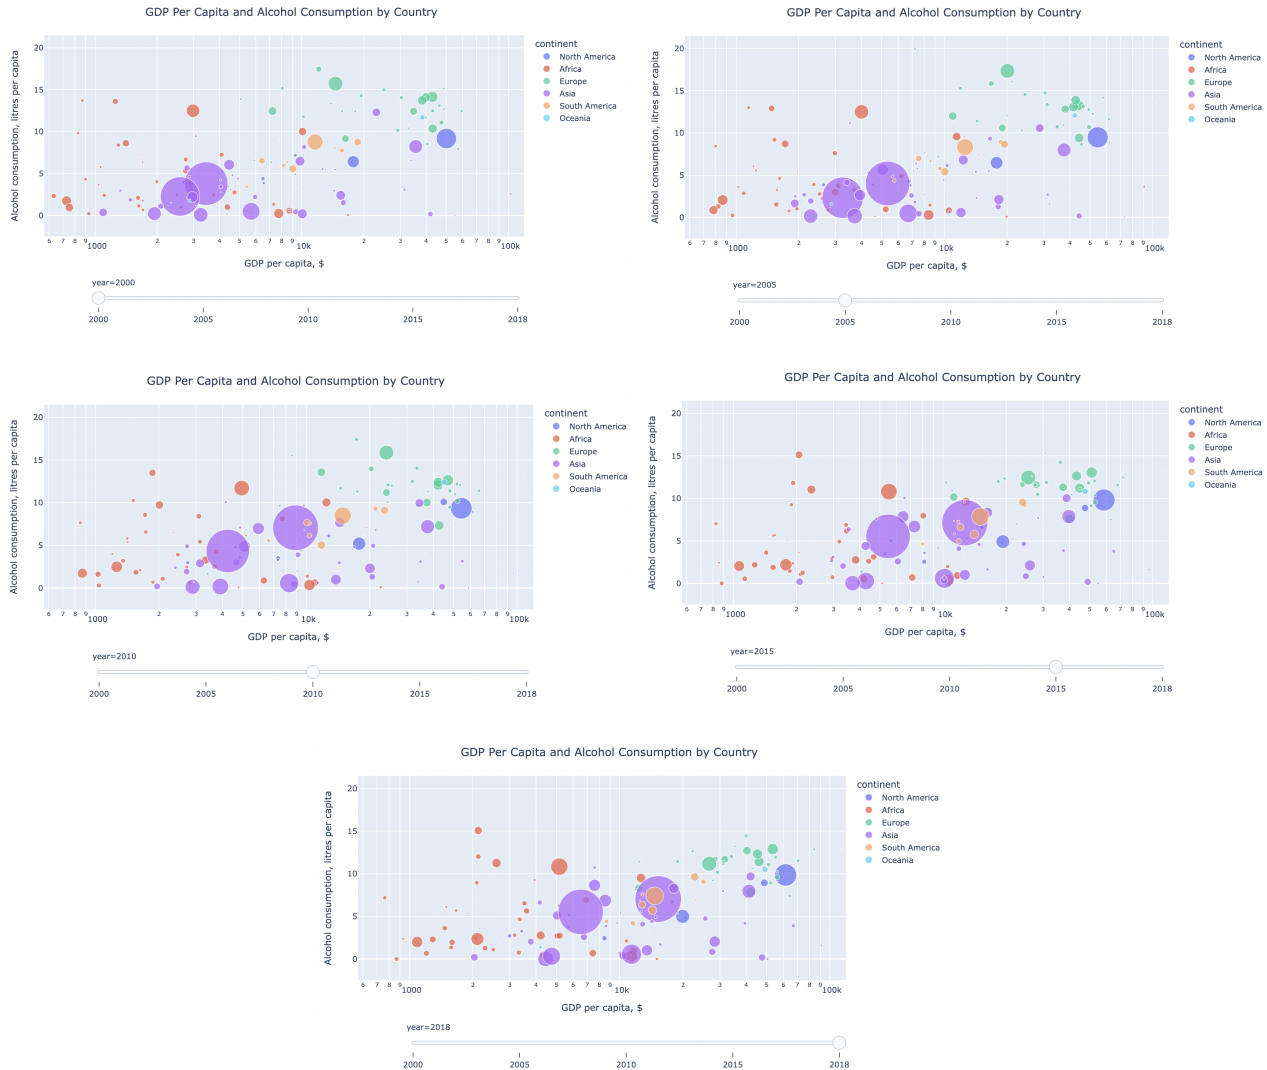 GDP Per Capita and Alcohol Consumption by Country
Alcohol consumption, litres per capita
20
15
10
5
0
6 7 8 9 1000 2 3 4 5 6 7 8 9 10k 2 3 4 5 6 7 8 9 100k
GDP per capita, $
continent
North America
Africa
Europe
Asia
South America
Oceania
year=2000
2000 2005 2010 2015 2018
GDP Per Capita and Alcohol Consumption by Country
Alcohol consumption, litres per capita
20
15
10
5
0
6 7 8 9 1000 2 3 4 5 6 7 8 9 10k 2 3 4 5 6 7 8 9 100k
GDP per capita, $
continent
North America
Africa
Europe
Asia
South America
Oceania
year=2005
2000 2005 2010 2015 2018
GDP Per Capita and Alcohol Consumption by Country
Alcohol consumption, litres per capita
20
15
10
5
0
6 7 8 9 1000 2 3 4 5 6 7 8 9 10k 2 3 4 5 6 7 8 9 100k
GDP per capita, $
continent
North America
Africa
Europe
Asia
South America
Oceania
year=2010
2000 2005 2010 2015 2018
GDP Per Capita and Alcohol Consumption by Country
Alcohol consumption, litres per capita
20
15
10
5
0
6 7 8 9 1000 2 3 4 5 6 7 8 9 10k 2 3 4 5 6 7 8 9 100k
GDP per capita, $
continent
North America
Africa
Europe
Asia
South America
Oceania
year=2015
2000 2005 2010 2015 2018
GDP Per Capita and Alcohol Consumption by Country
Alcohol consumption, litres per capita
20
15
10
5
0
6 7 8 9 1000 2 3 4 5 6 7 8 9 10k 2 3 4 5 6 7 8 9 100k
GDP per capita, $
continent
North America
Africa
Europe
Asia
South America
Oceania
year=2018
2000 2005 2010 2015 2018